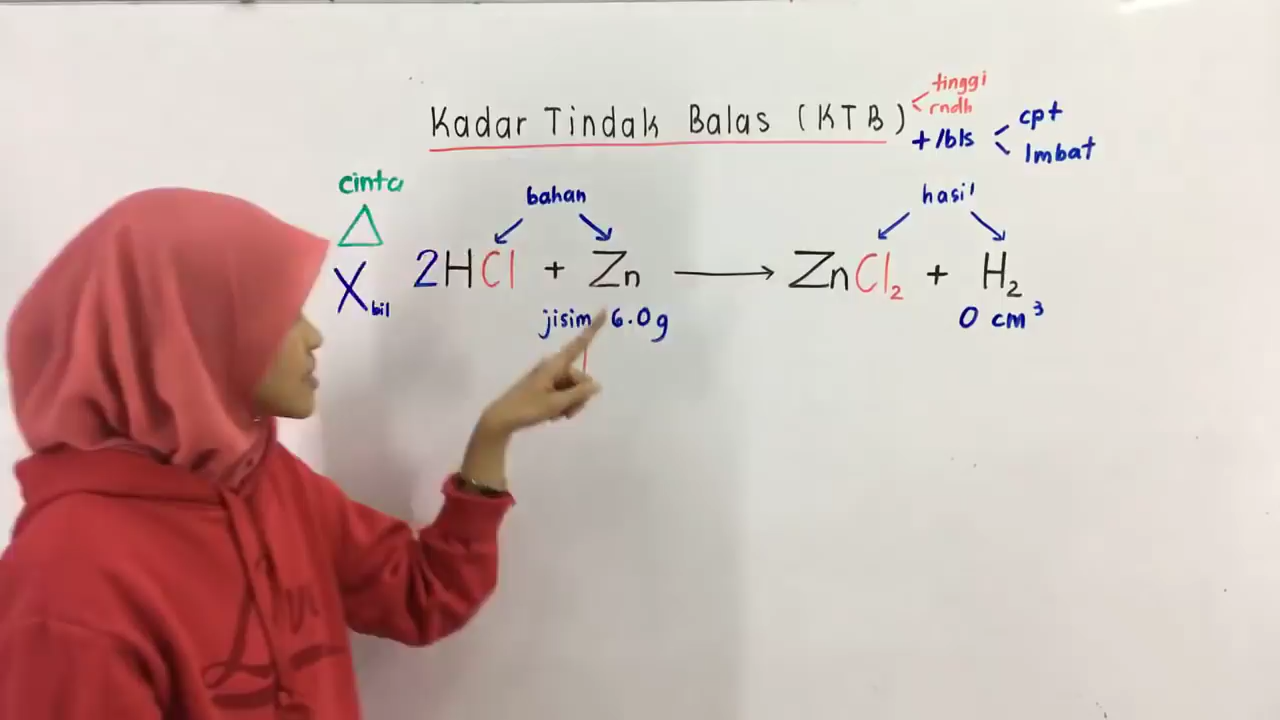 Kadar Tindak Balas (KTB)
tinggi
rndh
+/bls
cpt
lmbat
cinta
△
X bil
bahan
hasil
2HCl + Zn ⟶ ZnCl₂ + H₂
jisim 6.0g
0 cm³